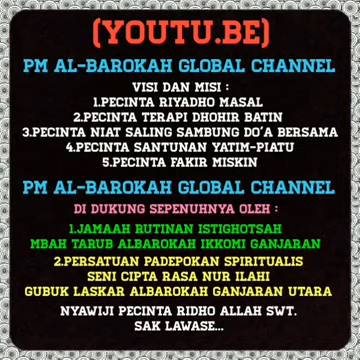 (YOUTU.BE)
PM AL-BAROKAH GLOBAL CHANNEL
VISI DAN MISI :
1.PECINTA RIYADHO MASAL
2.PECINTA TERAPI DHOHIR BATIN
3.PECINTA NIAT SALING SAMBUNG DO'A BERSAMA
4.PECINTA SANTUNAN YATIM-PIATU
5.PECINTA FAKIR MISKIN
PM AL-BAROKAH GLOBAL CHANNEL
DI DUKUNG SEPENUHNYA OLEH :
1.JAMAAH RUTINAN ISTIGHOTSAH
MBAH TARUB ALBAROKAH IKKOMI GANJARAN
2.PERSATUAN PADEPOKAN SPIRITUALIS
SENI CIPTA RASA NUR ILAHI
GUBUK LASKAR ALBAROKAH GANJARAN UTARA
NYAWIJI PECINTA RIDHO ALLAH SWT.
SAK LAWASE...